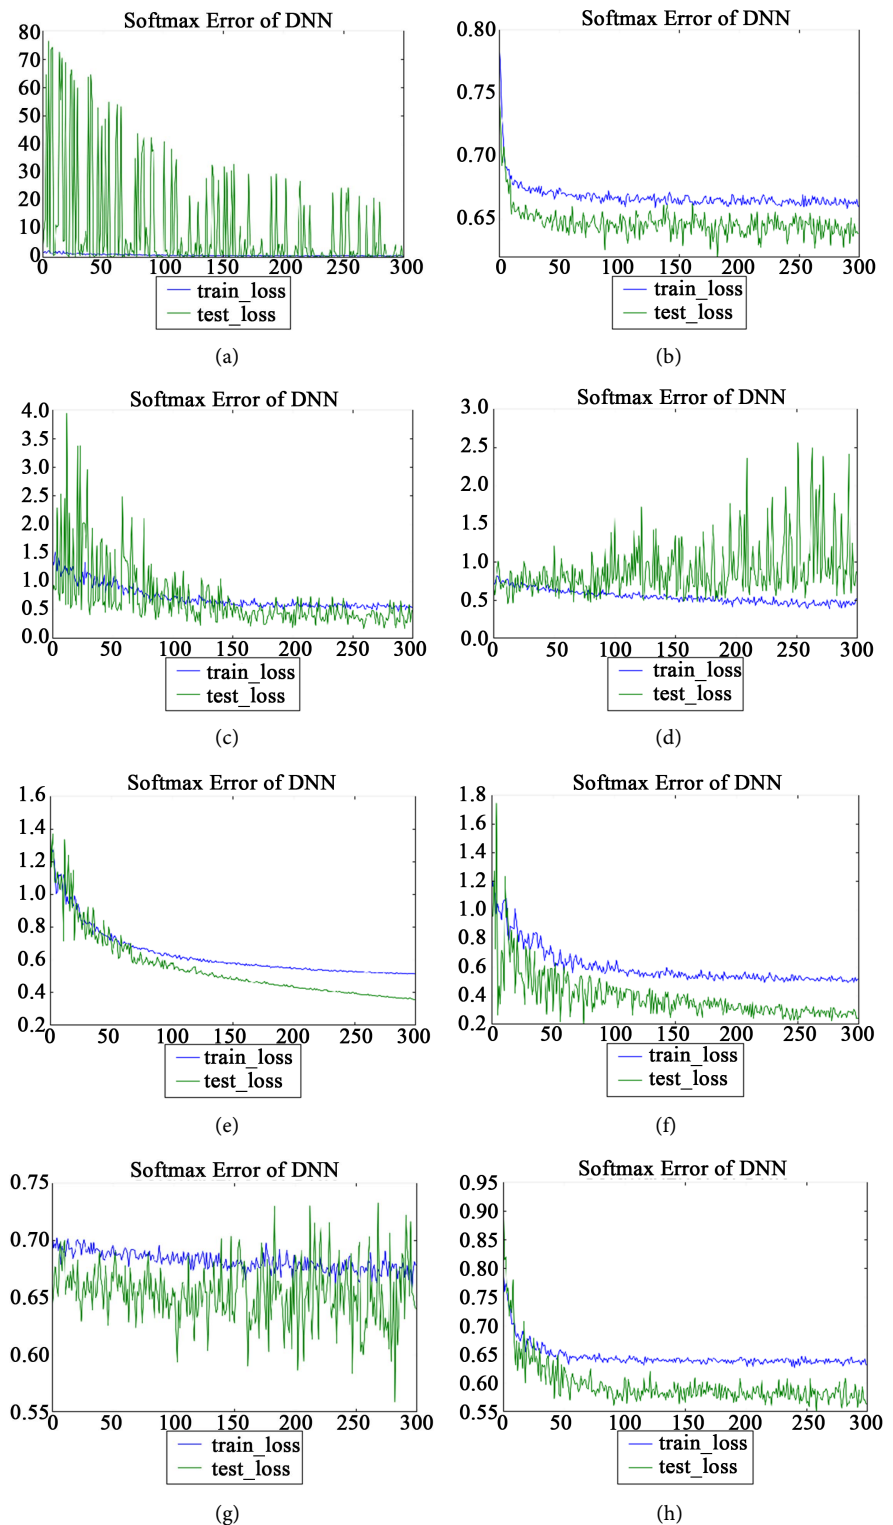 Softmax Error of DNN
80
70
60
50
40
30
20
10
0
0 50 100 150 200 250 300
train_loss
test_loss
(a)
Softmax Error of DNN
0.80
0.75
0.70
0.65
0 50 100 150 200 250 300
train_loss
test_loss
(b)
Softmax Error of DNN
4.0
3.5
3.0
2.5
2.0
1.5
1.0
0.5
0.0
0 50 100 150 200 250 300
train_loss
test_loss
(c)
Softmax Error of DNN
3.0
2.5
2.0
1.5
1.0
0.5
0.0
0 50 100 150 200 250 300
train_loss
test_loss
(d)
Softmax Error of DNN
1.6
1.4
1.2
1.0
0.8
0.6
0.4
0.2
0 50 100 150 200 250 300
train_loss
test_loss
(e)
Softmax Error of DNN
1.8
1.6
1.4
1.2
1.0
0.8
0.6
0.4
0.2
0 50 100 150 200 250 300
train_loss
test_loss
(f)
Softmax Error of DNN
0.75
0.70
0.65
0.60
0.55
0 50 100 150 200 250 300
train_loss
test_loss
(g)
Softmax Error of DNN
0.95
0.90
0.85
0.80
0.75
0.70
0.65
0.60
0.55
0 50 100 150 200 250 300
train_loss
test_loss
(h)